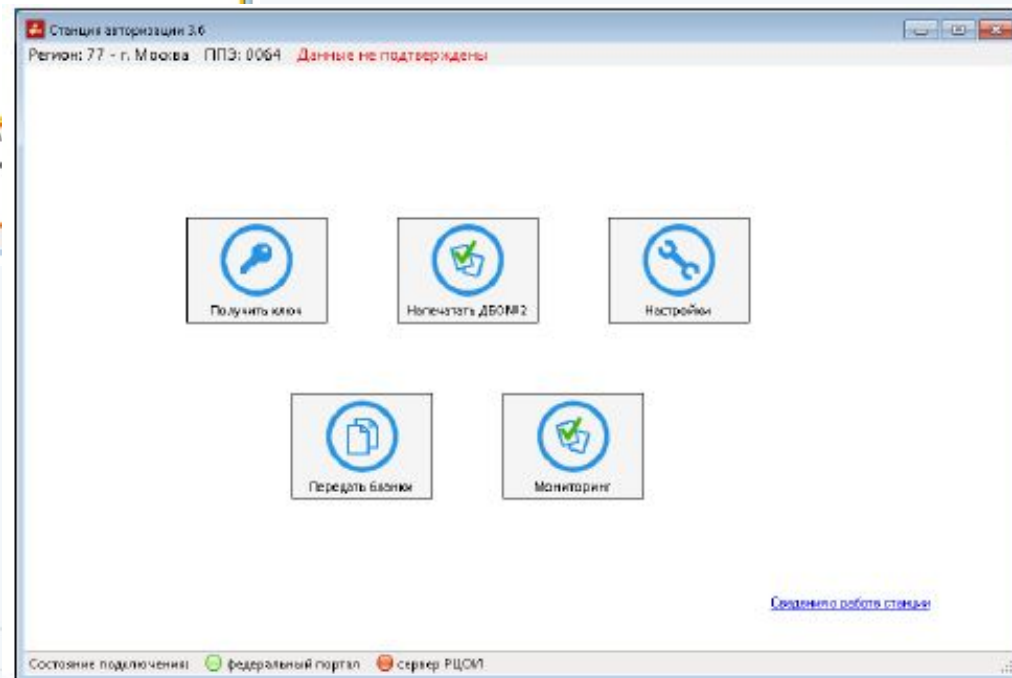 Станция авторизации 3.6
Регион: 77 - г. Москва ППЭ: 0064 Данные не подтверждены
Получить ключ
Напечатать ДБО№2
Настройки
Передать бланки
Мониторинг
Сведения о работе станции
Состояние подключения: федеральный портал сервер РЦОИ